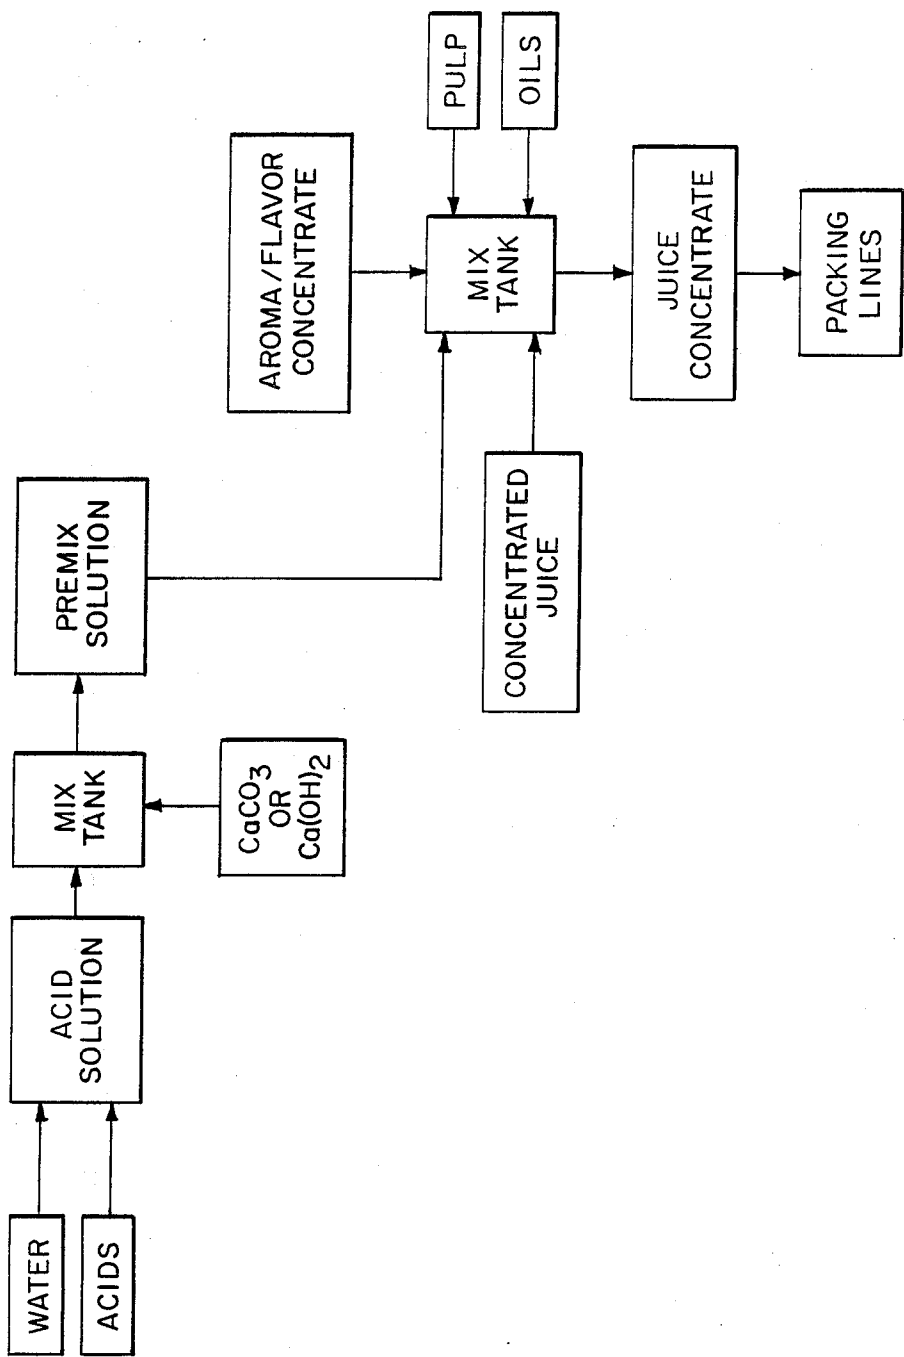 WATER
ACIDS
ACID
SOLUTION
MIX
TANK
CaCO3
OR
Ca(OH)2
PREMIX
SOLUTION
CONCENTRATED
JUICE
AROMA/FLAVOR
CONCENTRATE
MIX
TANK
PULP
OILS
JUICE
CONCENTRATE
PACKING
LINES